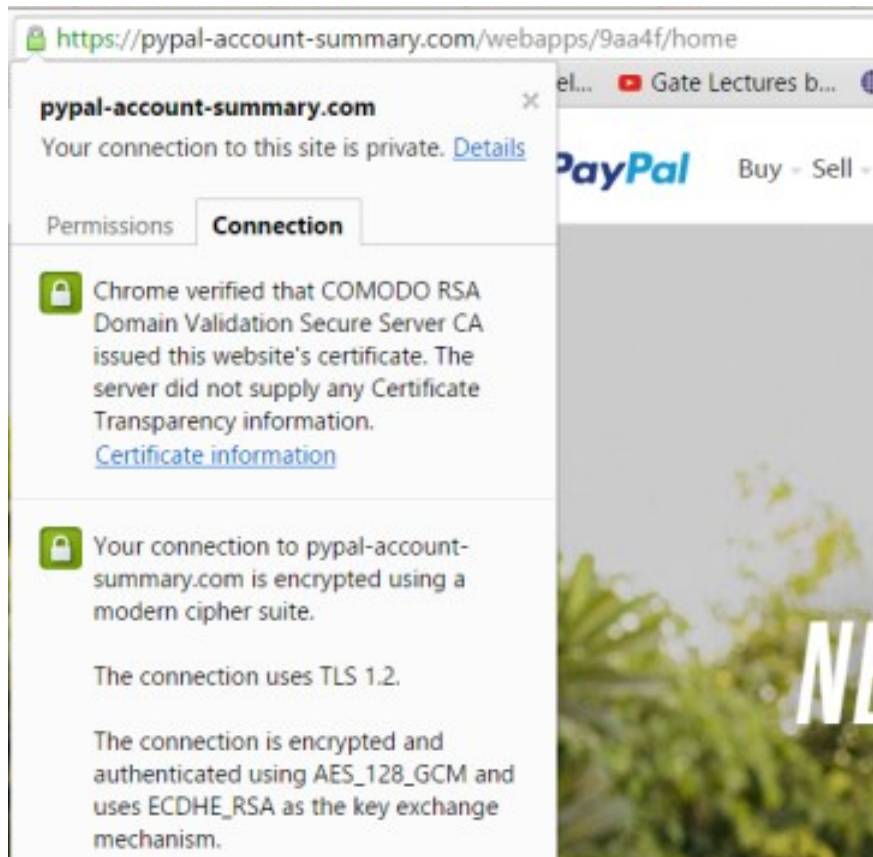 https://pypal-account-summary.com/webapps/9aa4f/home
el... Gate Lectures b...
pypal-account-summary.com ×
Your connection to this site is private. Details
PayPal Buy Sell
Permissions Connection
Chrome verified that COMODO RSA
Domain Validation Secure Server CA
issued this website's certificate. The
server did not supply any Certificate
Transparency information.
Certificate information
Your connection to pypal-account-
summary.com is encrypted using a
modern cipher suite.
The connection uses TLS 1.2.
The connection is encrypted and
authenticated using AES_128_GCM and
uses ECDHE_RSA as the key exchange
mechanism.